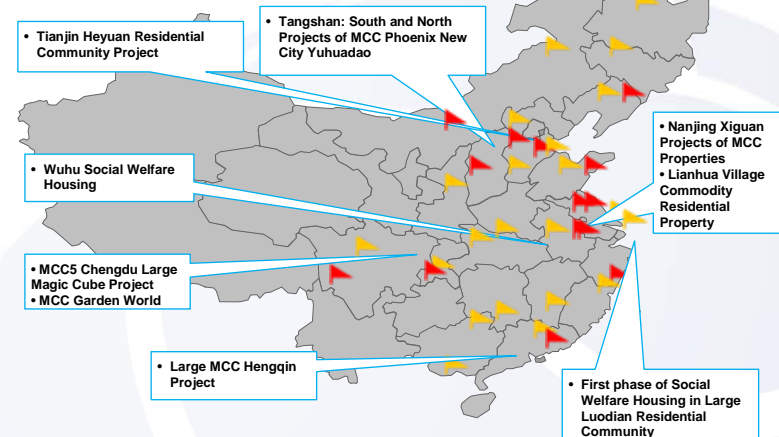 • Tianjin Heyuan Residential
Community Project
• Tangshan: South and North
Projects of MCC Phoenix New
City Yuhuadao
• Nanjing Xiguan
Projects of MCC
Properties
• Lianhua Village
Commodity
Residential
Property
• Wuhu Social Welfare
Housing
• MCC5 Chengdu Large
Magic Cube Project
• MCC Garden World
• Large MCC Hengqin
Project
• First phase of Social
Welfare Housing in Large
Luodian Residential
Community